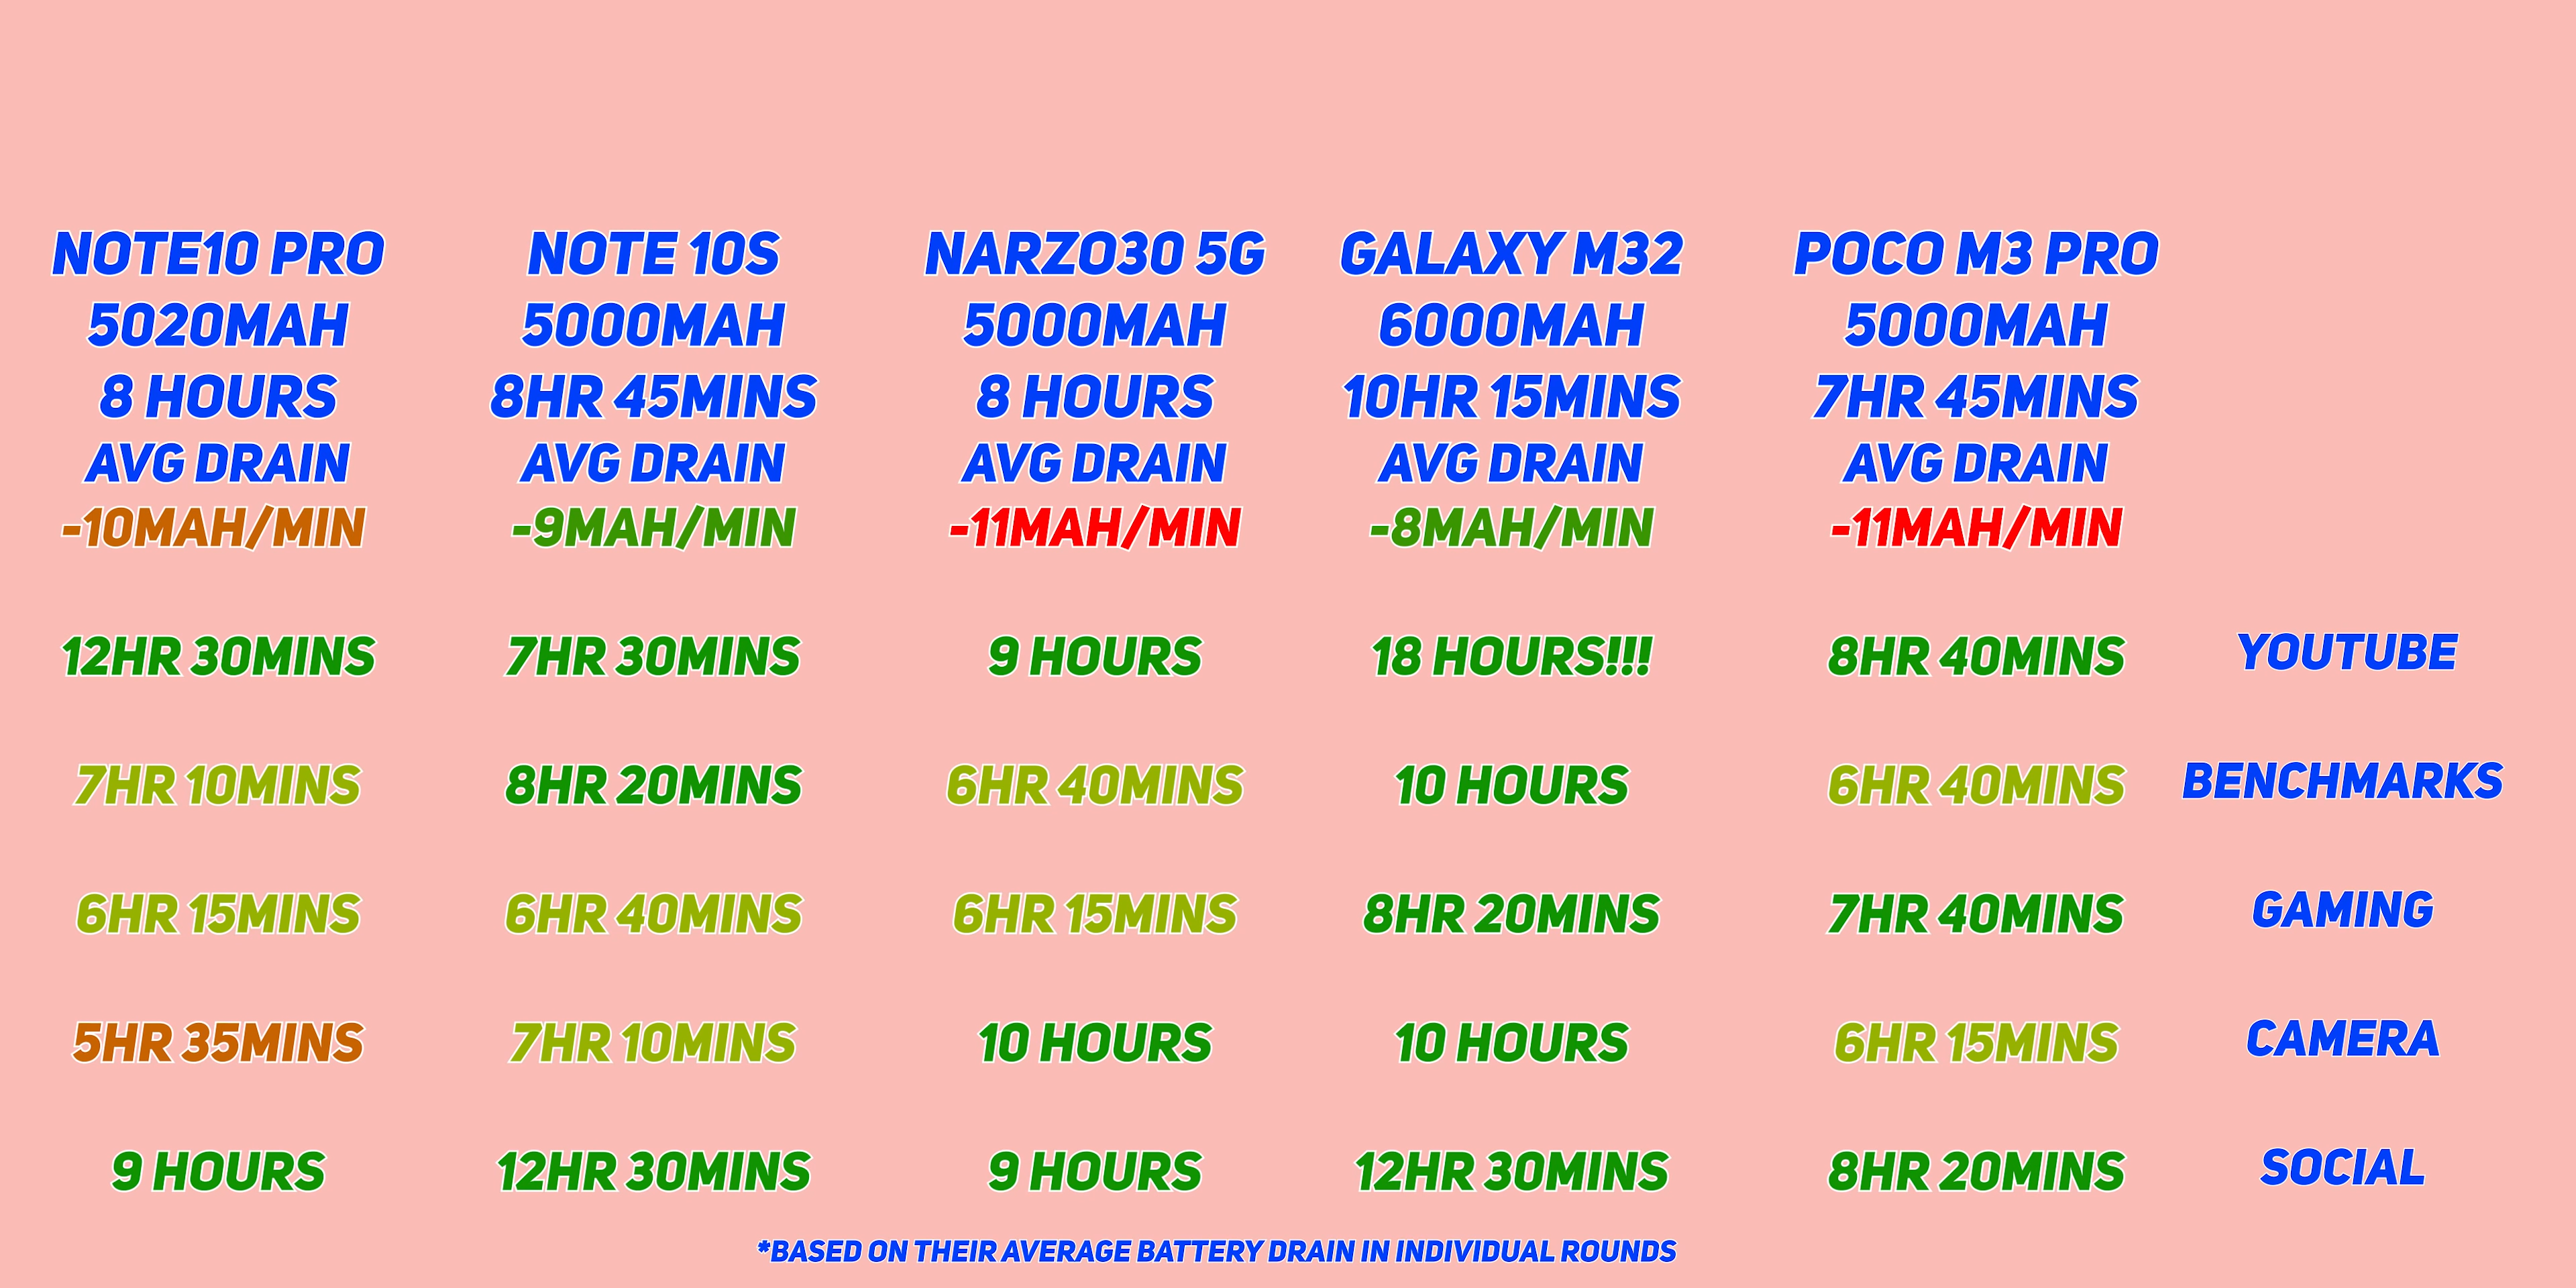 NOTE10 PRO NOTE 10S NARZO30 5G GALAXY M32 POCO M3 PRO
5020MAH 5000MAH 5000MAH 6000MAH 5000MAH
8 HOURS 8HR 45MINS 8 HOURS 10HR 15MINS 7HR 45MINS
AVG DRAIN AVG DRAIN AVG DRAIN AVG DRAIN AVG DRAIN
-10MAH/MIN -9MAH/MIN -11MAH/MIN -8MAH/MIN -11MAH/MIN
12HR 30MINS 7HR 30MINS 9 HOURS 18 HOURS!!! 8HR 40MINS YOUTUBE
7HR 10MINS 8HR 20MINS 6HR 40MINS 10 HOURS 6HR 40MINS BENCHMARKS
6HR 15MINS 6HR 40MINS 6HR 15MINS 8HR 20MINS 7HR 40MINS GAMING
5HR 35MINS 7HR 10MINS 10 HOURS 10 HOURS 6HR 15MINS CAMERA
9 HOURS 12HR 30MINS 9 HOURS 12HR 30MINS 8HR 20MINS SOCIAL
*BASED ON THEIR AVERAGE BATTERY DRAIN IN INDIVIDUAL ROUNDS